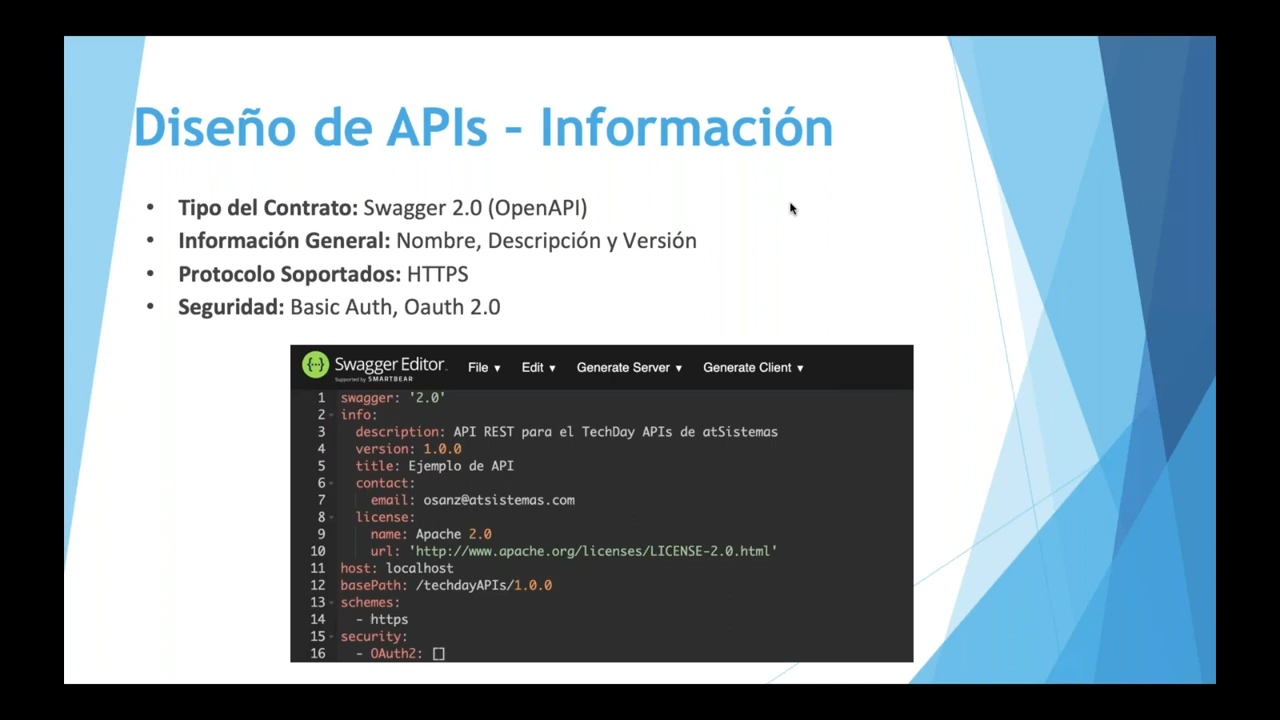 Diseño de APIs – Información
• Tipo del Contrato: Swagger 2.0 (OpenAPI)
• Información General: Nombre, Descripción y Versión
• Protocolo Soportados: HTTPS
• Seguridad: Basic Auth, Oauth 2.0
{···} Swagger Editor. File ▾ Edit ▾ Generate Server ▾ Generate Client ▾
Supported by SMARTBEAR
1 swagger: '2.0'
2 info:
3 description: API REST para el TechDay APIs de atSistemas
4 version: 1.0.0
5 title: Ejemplo de API
6 contact:
7 email: osanz@atsistemas.com
8 license:
9 name: Apache 2.0
10 url: 'http://www.apache.org/licenses/LICENSE-2.0.html'
11 host: localhost
12 basePath: /techdayAPIs/1.0.0
13 schemes:
14 - https
15 security:
16 - OAuth2: []